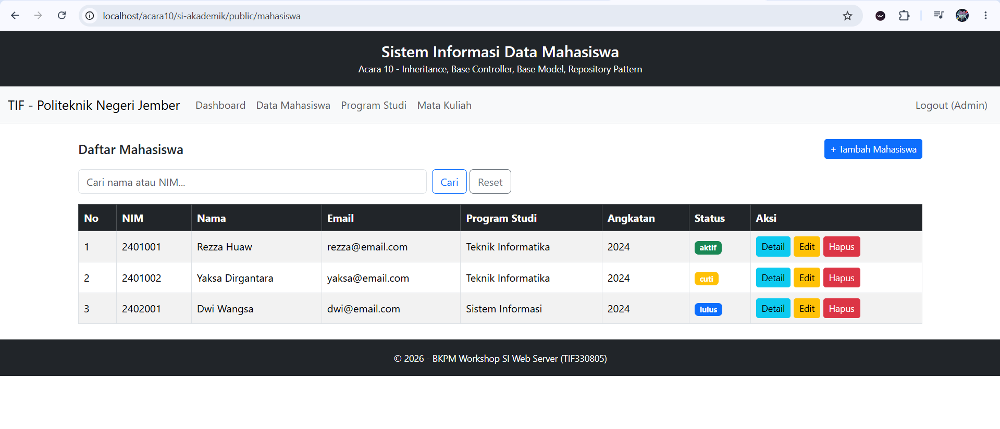 localhost/acara10/si-akademik/public/mahasiswa
Sistem Informasi Data Mahasiswa
Acara 10 - Inheritance, Base Controller, Base Model, Repository Pattern
TIF - Politeknik Negeri Jember Dashboard Data Mahasiswa Program Studi Mata Kuliah Logout (Admin)
Daftar Mahasiswa + Tambah Mahasiswa
Cari nama atau NIM... Cari Reset
No NIM Nama Email Program Studi Angkatan Status Aksi
1 2401001 Rezza Huaw rezza@email.com Teknik Informatika 2024 aktif Detail Edit Hapus
2 2401002 Yaksa Dirgantara yaksa@email.com Teknik Informatika 2024 cuti Detail Edit Hapus
3 2402001 Dwi Wangsa dwi@email.com Sistem Informasi 2024 lulus Detail Edit Hapus
© 2026 - BKPM Workshop SI Web Server (TIF330805)